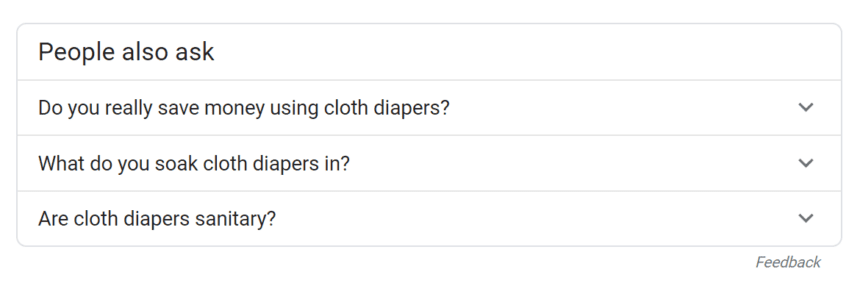 People also ask
Do you really save money using cloth diapers?
What do you soak cloth diapers in?
Are cloth diapers sanitary?
Feedback